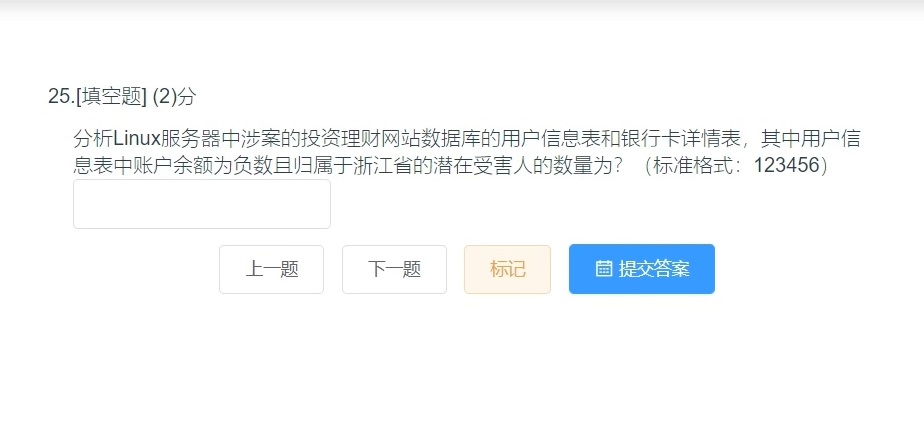 25.[填空题] (2)分
分析Linux服务器中涉案的投资理财网站数据库的用户信息表和银行卡详情表，其中用户信
息表中账户余额为负数且归属于浙江省的潜在受害人的数量为？（标准格式：123456）
上一题 下一题 标记 提交答案